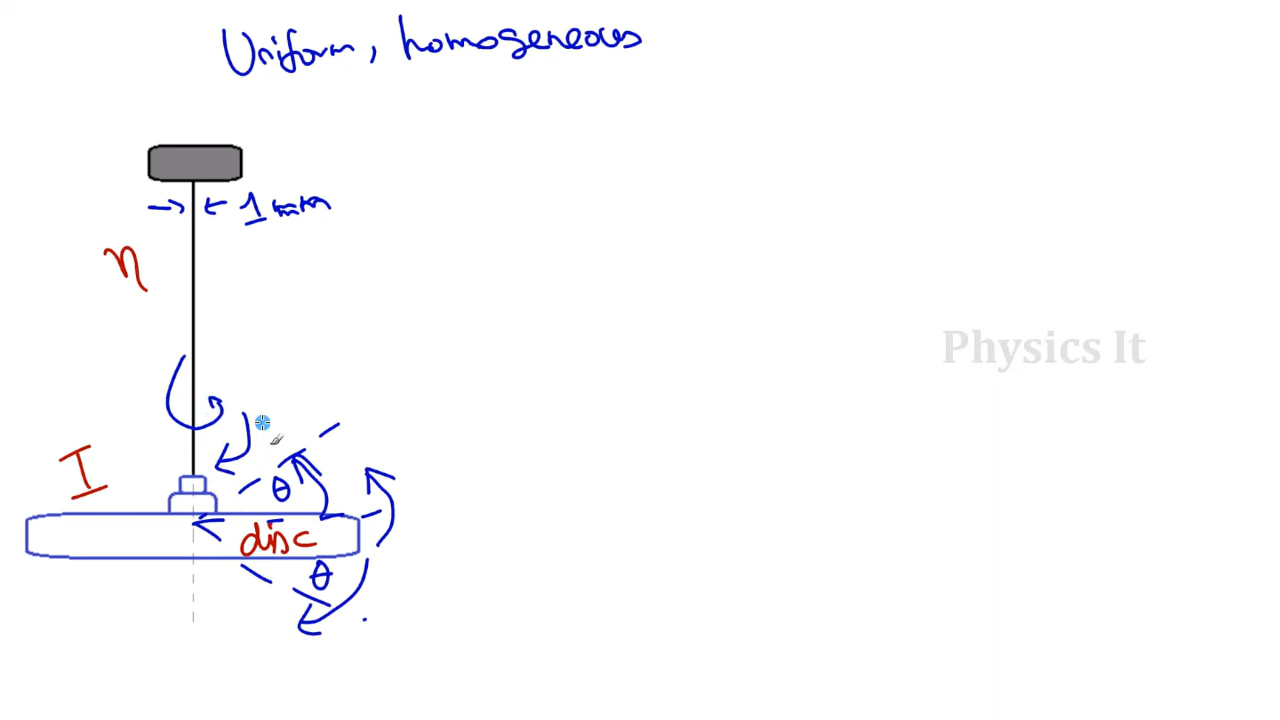 Uniform, homogeneous
1 mm
η
Physics It
I
θ
disc
θ